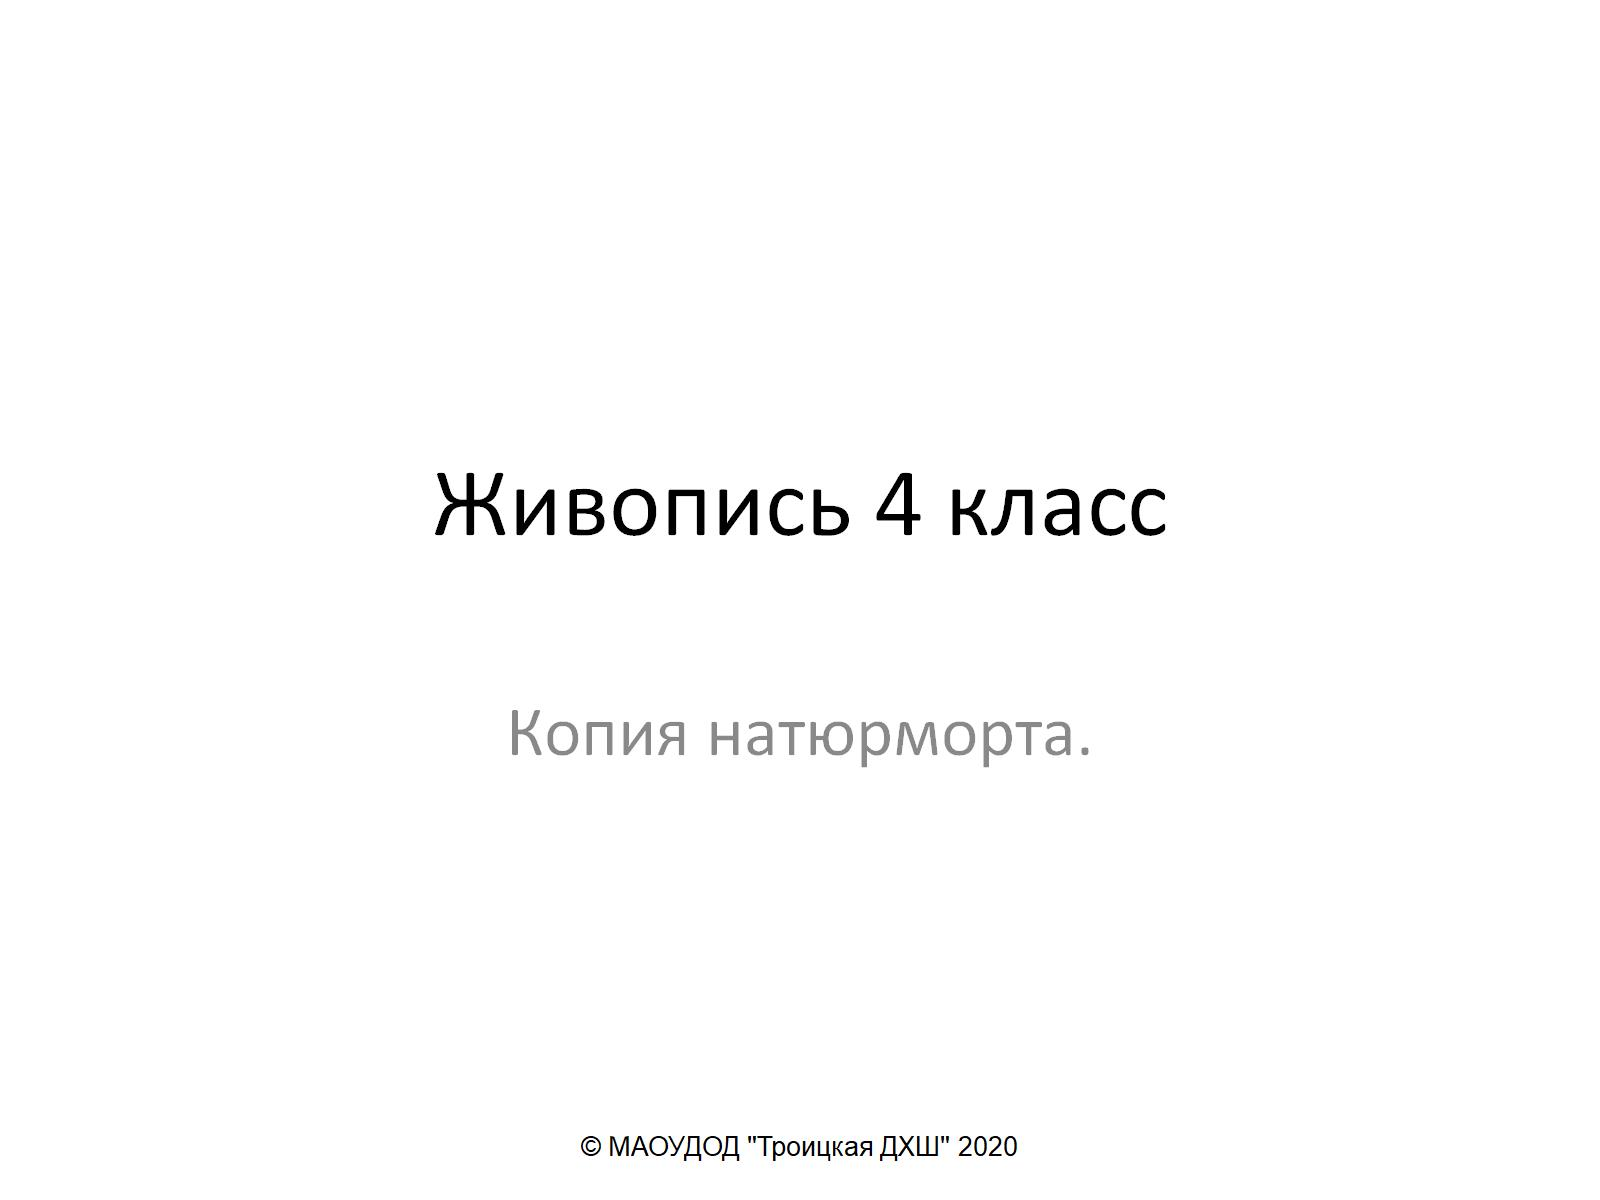 Живопись 4 класс
Копия натюрморта.
© МАОУДОД "Троицкая ДХШ" 2020